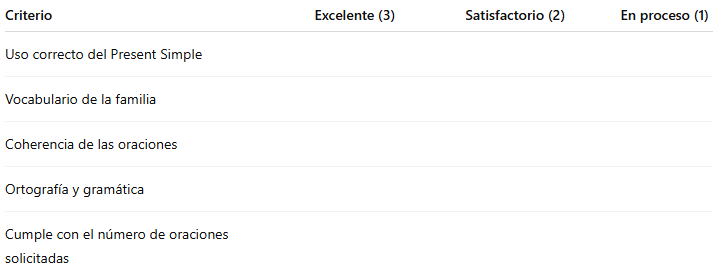 Criterio Excelente (3) Satisfactorio (2) En proceso (1)
Uso correcto del Present Simple
Vocabulario de la familia
Coherencia de las oraciones
Ortografía y gramática
Cumple con el número de oraciones
solicitadas